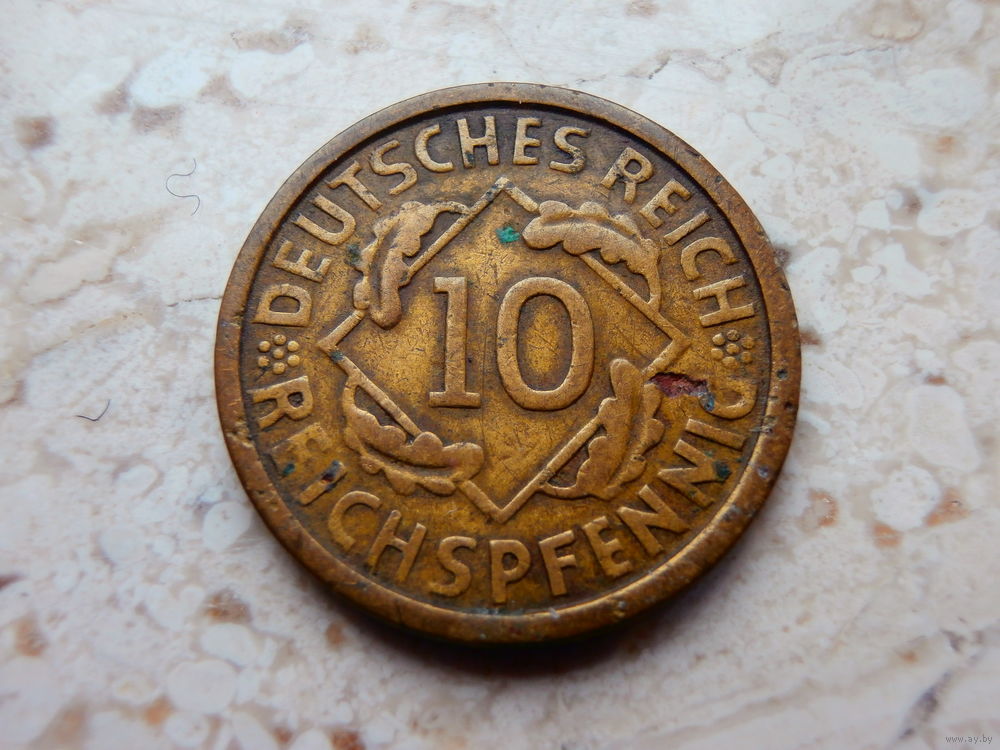 DEUTSCHES REICH
10
REICHSPFENNIG
www.ay.by